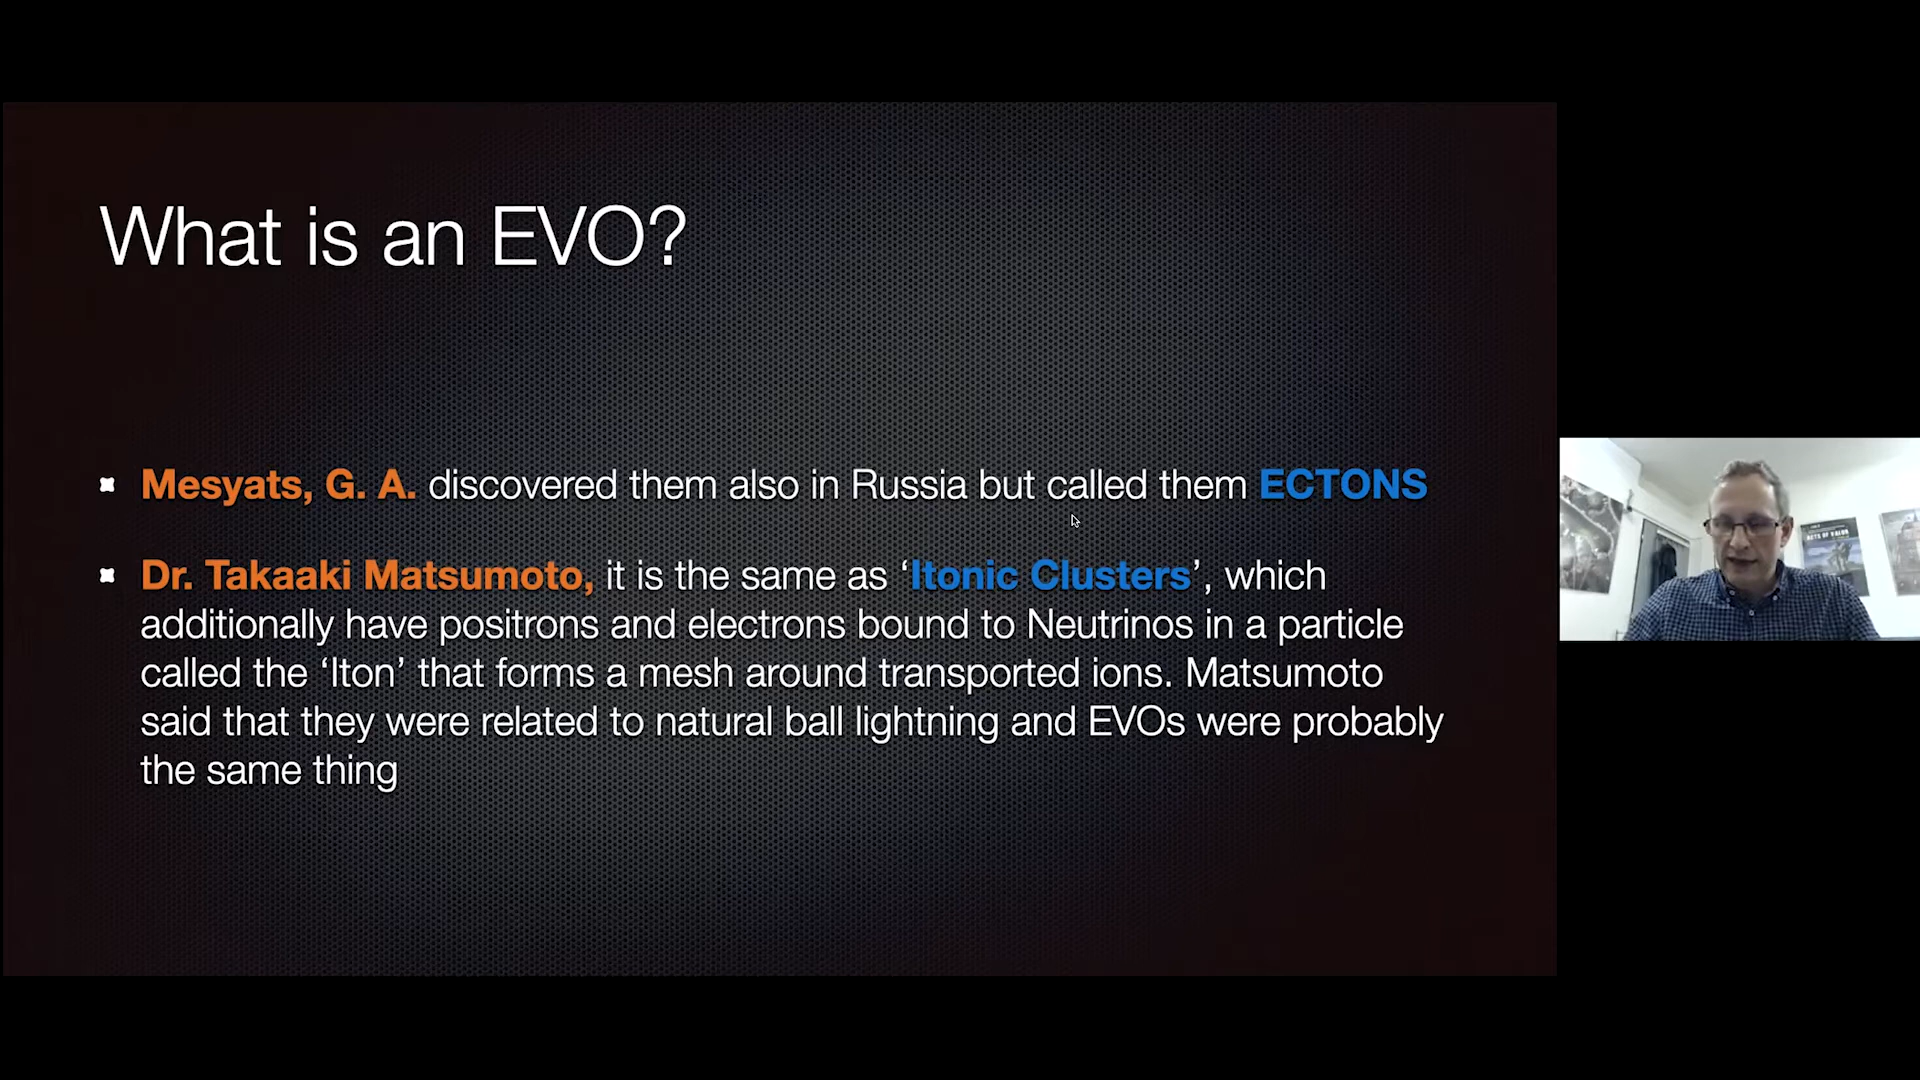 What is an EVO?
Mesyats, G. A. discovered them also in Russia but called them ECTONS
Dr. Takaaki Matsumoto, it is the same as ‘Itonic Clusters’, which
additionally have positrons and electrons bound to Neutrinos in a particle
called the ‘Iton’ that forms a mesh around transported ions. Matsumoto
said that they were related to natural ball lightning and EVOs were probably
the same thing
ACTS OF VALOR